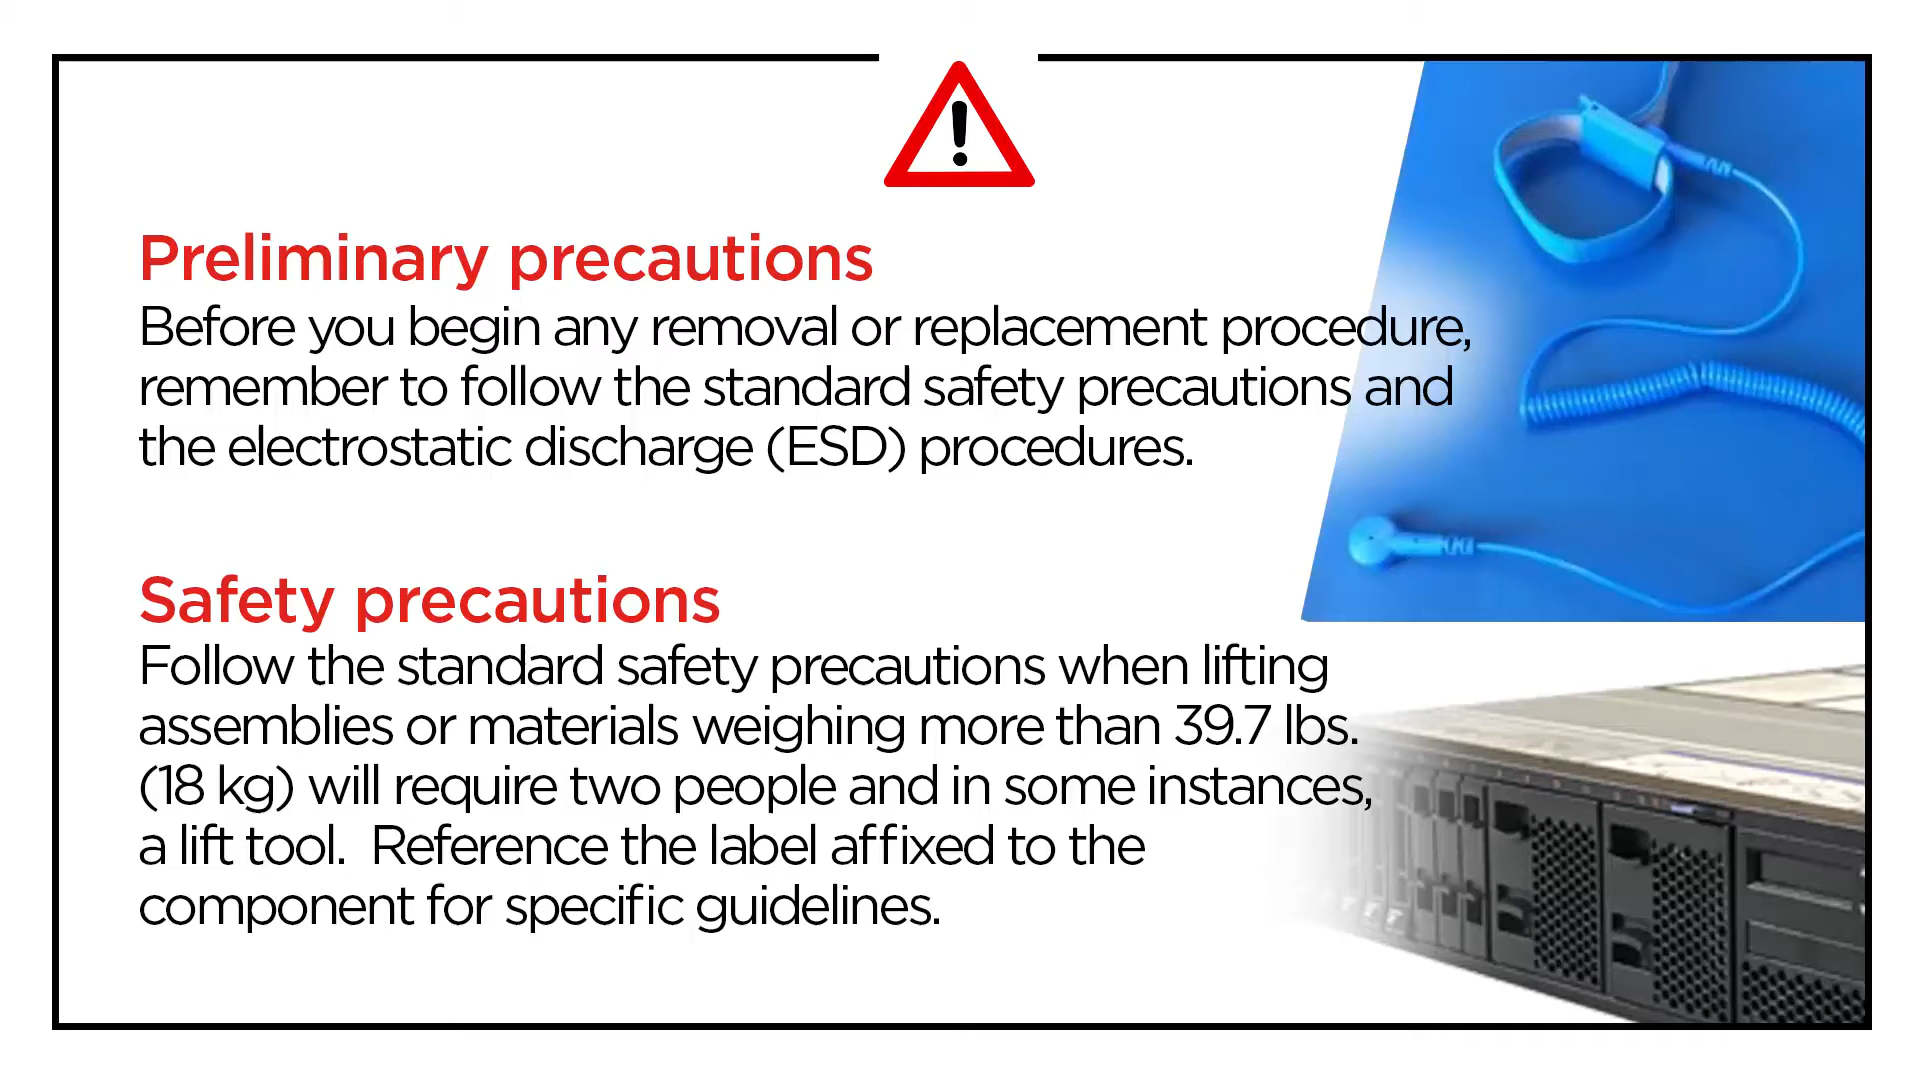 Preliminary precautions
Before you begin any removal or replacement procedure,
remember to follow the standard safety precautions and
the electrostatic discharge (ESD) procedures.
Safety precautions
Follow the standard safety precautions when lifting
assemblies or materials weighing more than 39.7 lbs.
(18 kg) will require two people and in some instances,
a lift tool.  Reference the label affixed to the
component for specific guidelines.